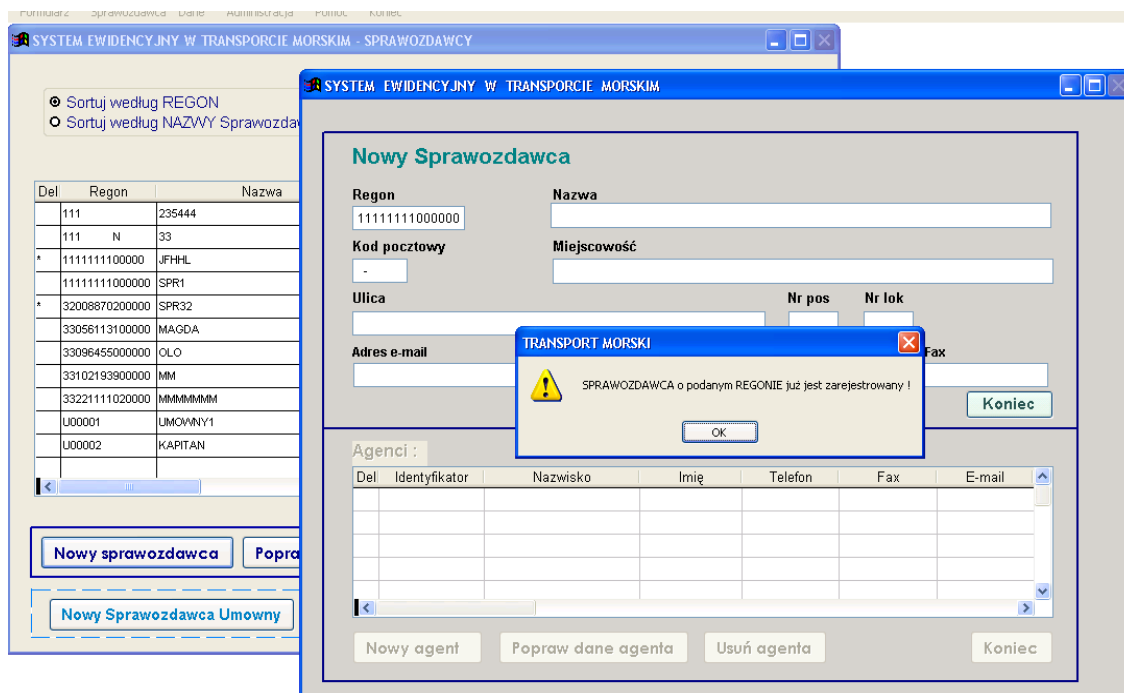 Formularz Sprawozdawca Dane Administracja Pomoc Koniec
SYSTEM EWIDENCYJNY W TRANSPORCIE MORSKIM - SPRAWOZDAWCY
Sortuj według REGON
Sortuj według NAZWY Sprawozdaw
Del Regon Nazwa
111 235444
111 N 33
* 1111111100000 JFHHL
11111111000000 SPR1
* 32008870200000 SPR32
33056113100000 MAGDA
33096455000000 OLO
33102193900000 MM
33221111020000 MMMMMMM
U00001 UMOWNY1
U00002 KAPITAN
Nowy sprawozdawca Popra
Nowy Sprawozdawca Umowny
SYSTEM EWIDENCYJNY W TRANSPORCIE MORSKIM
Nowy Sprawozdawca
Regon Nazwa
11111111000000
Kod pocztowy Miejscowość
-
Ulica Nr pos Nr lok
Adres e-mail Fax
Koniec
TRANSPORT MORSKI
SPRAWOZDAWCA o podanym REGONIE już jest zarejestrowany !
OK
Agenci :
Del Identyfikator Nazwisko Imię Telefon Fax E-mail
Nowy agent Popraw dane agenta Usuń agenta Koniec